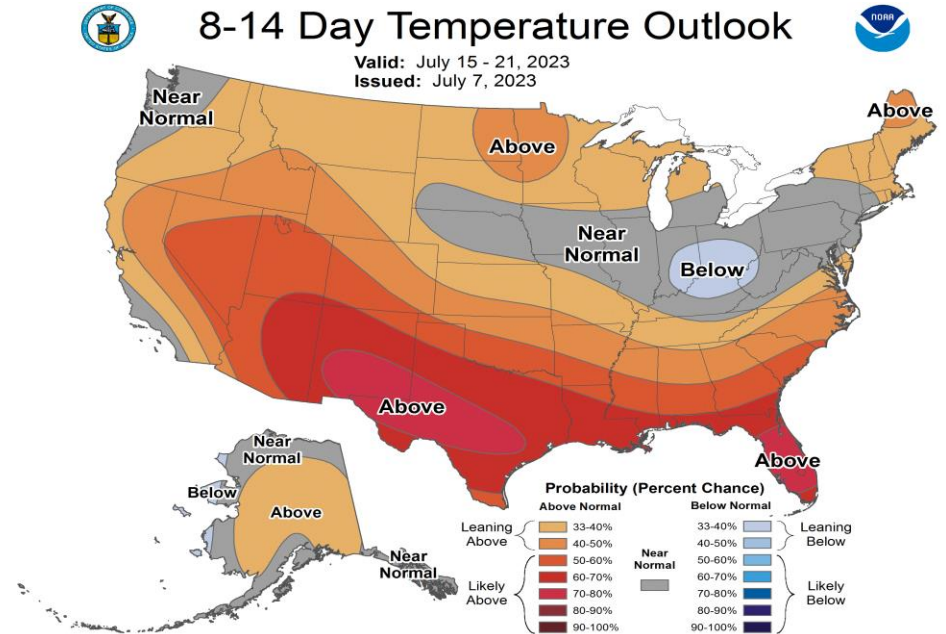 8-14 Day Temperature Outlook
NOAA
Valid: July 15 - 21, 2023
Issued: July 7, 2023
Near
Normal
Above
Above
Near
Normal
Below
Above
Above
Near
Normal
Below
Above
Near
Normal
Probability (Percent Chance)
Above Normal
Below Normal
Leaning
Above
33-40%
40-50%
Likely
Above
50-60%
60-70%
70-80%
80-90%
90-100%
Near
Normal
33-40%
40-50%
Leaning
Below
50-60%
60-70%
70-80%
80-90%
90-100%
Likely
Below